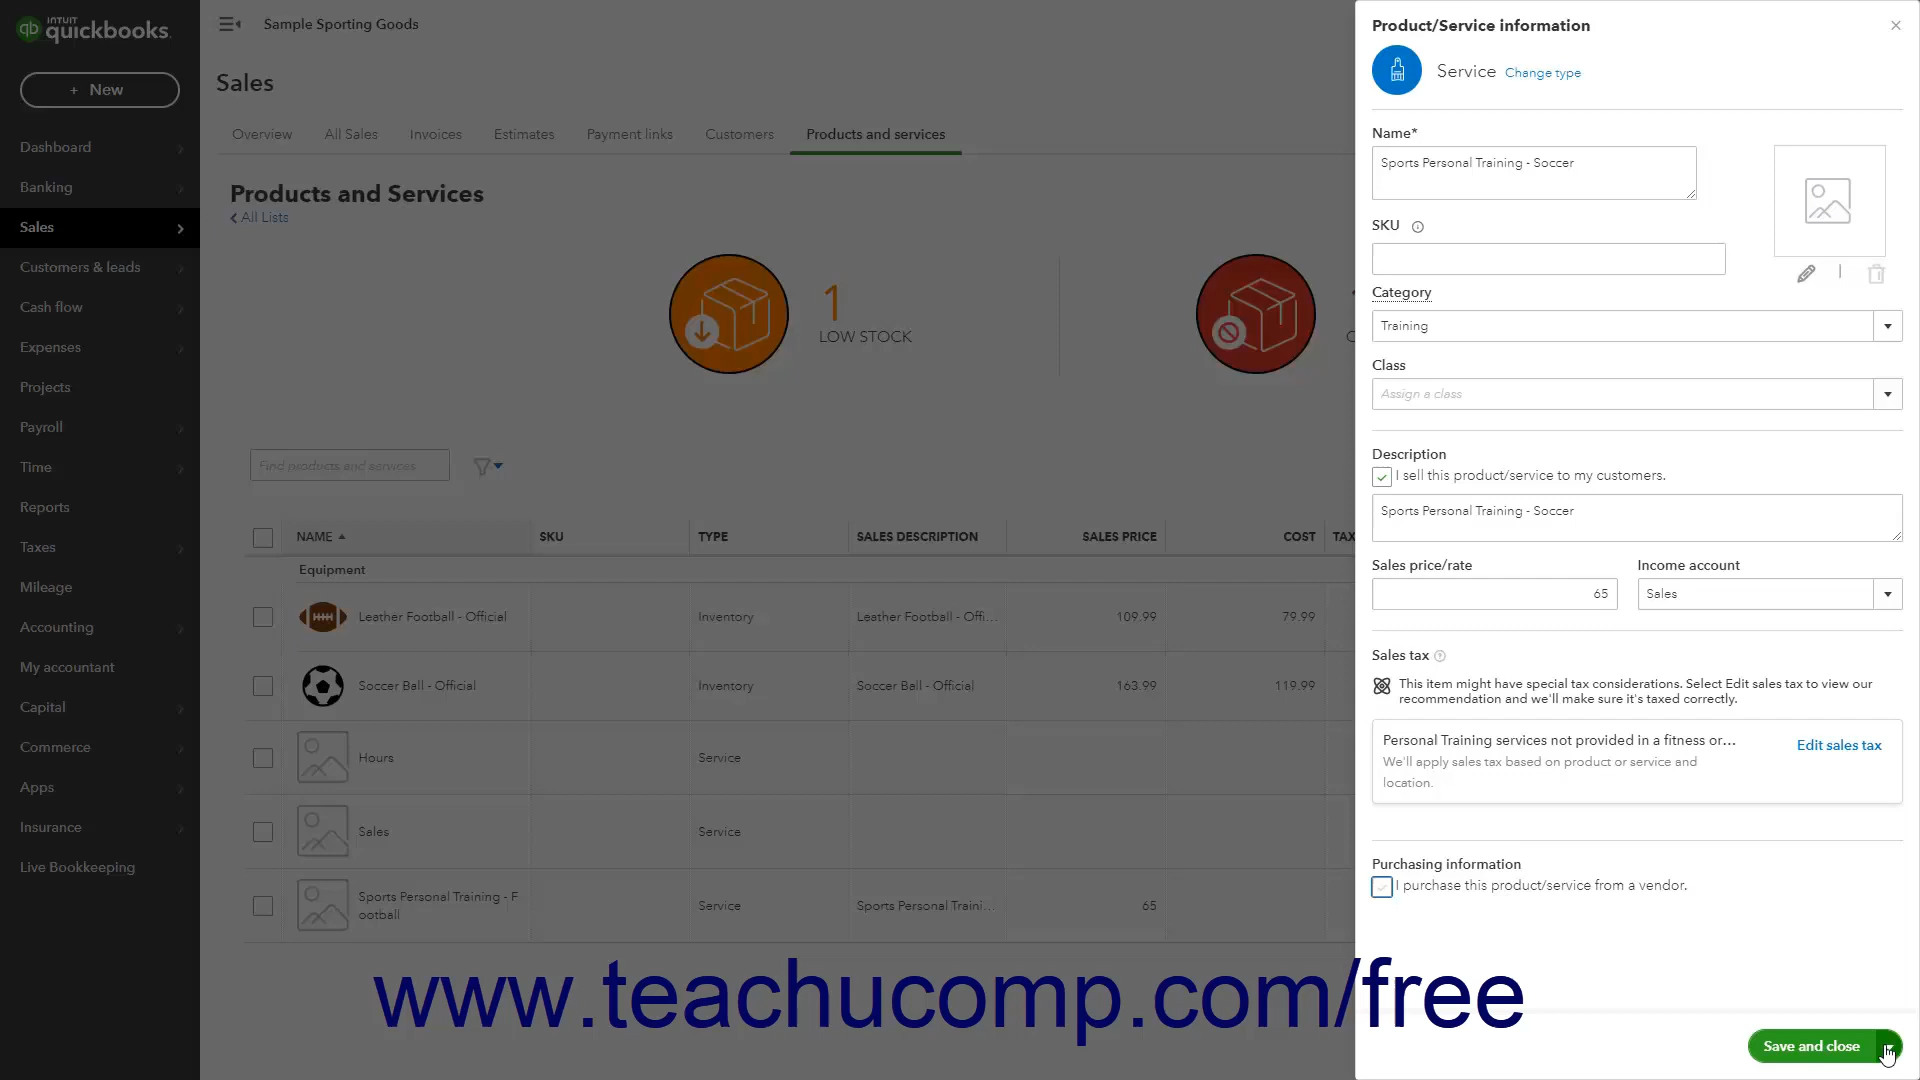 INTUIT
quickbooks
Sample Sporting Goods
+ New
Dashboard
Banking
Sales
Customers & leads
Cash flow
Expenses
Projects
Payroll
Time
Reports
Taxes
Mileage
Accounting
My accountant
Capital
Commerce
Apps
Insurance
Live Bookkeeping
Sales
Overview
All Sales
Invoices
Estimates
Payment links
Customers
Products and services
Products and Services
All Lists
1
LOW STOCK
Find products and services
NAME SKU TYPE SALES DESCRIPTION SALES PRICE COST TAX
Equipment
Leather Football - Official Inventory Leather Football - Offi... 109.99 79.99
Soccer Ball - Official Inventory Soccer Ball - Official 163.99 119.99
Hours Service
Sales Service
Sports Personal Training - F
ootball
Service Sports Personal Traini... 65
Product/Service information
Service Change type
Name*
Sports Personal Training - Soccer
SKU
Category
Training
Class
Assign a class
Description
I sell this product/service to my customers.
Sports Personal Training - Soccer
Sales price/rate Income account
65 Sales
Sales tax
This item might have special tax considerations. Select Edit sales tax to view our
recommendation and we'll make sure it's taxed correctly.
Personal Training services not provided in a fitness or...
Edit sales tax
We'll apply sales tax based on product or service and
location.
Purchasing information
I purchase this product/service from a vendor.
www.teachucomp.com/free
Save and close